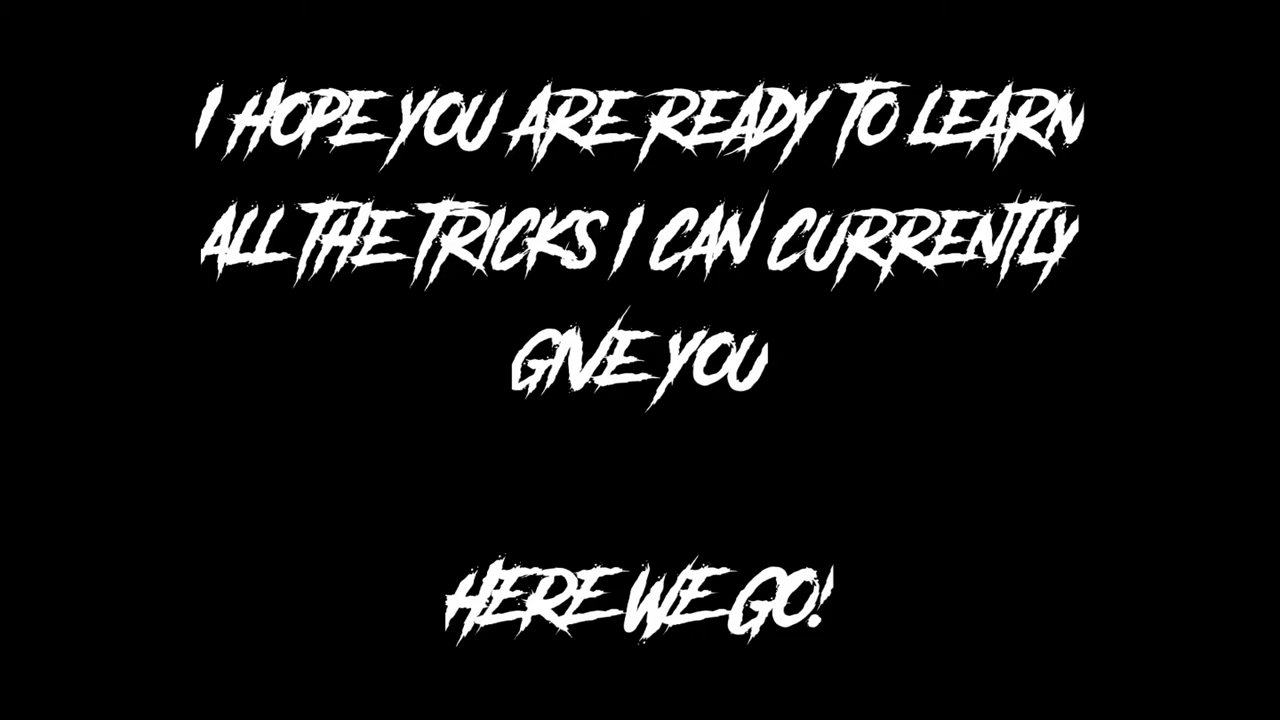 I HOPE YOU ARE READY TO LEARN
ALL THE TRICKS I CAN CURRENTLY
GIVE YOU
HERE WE GO!